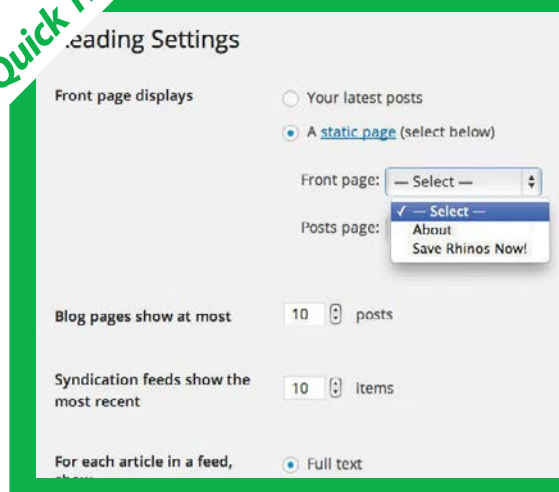 Quick
Reading Settings
Front page displays
Your latest posts
A static page (select below)
Front page: — Select —
✓ — Select —
Posts page:
About
Save Rhinos Now!
Blog pages show at most
10 posts
Syndication feeds show the
most recent
10 Items
For each article in a feed,
Full text
show